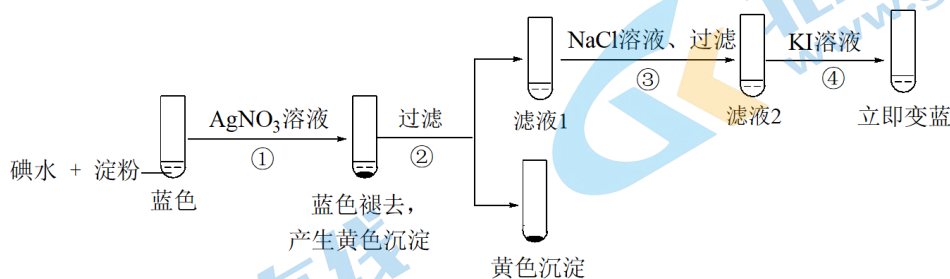 NaCl溶液、过滤
KI溶液
③
④
AgNO₃溶液
过滤
滤液1
滤液2
立即变蓝
①
②
碘水 + 淀粉
蓝色
蓝色褪去，
产生黄色沉淀
黄色沉淀